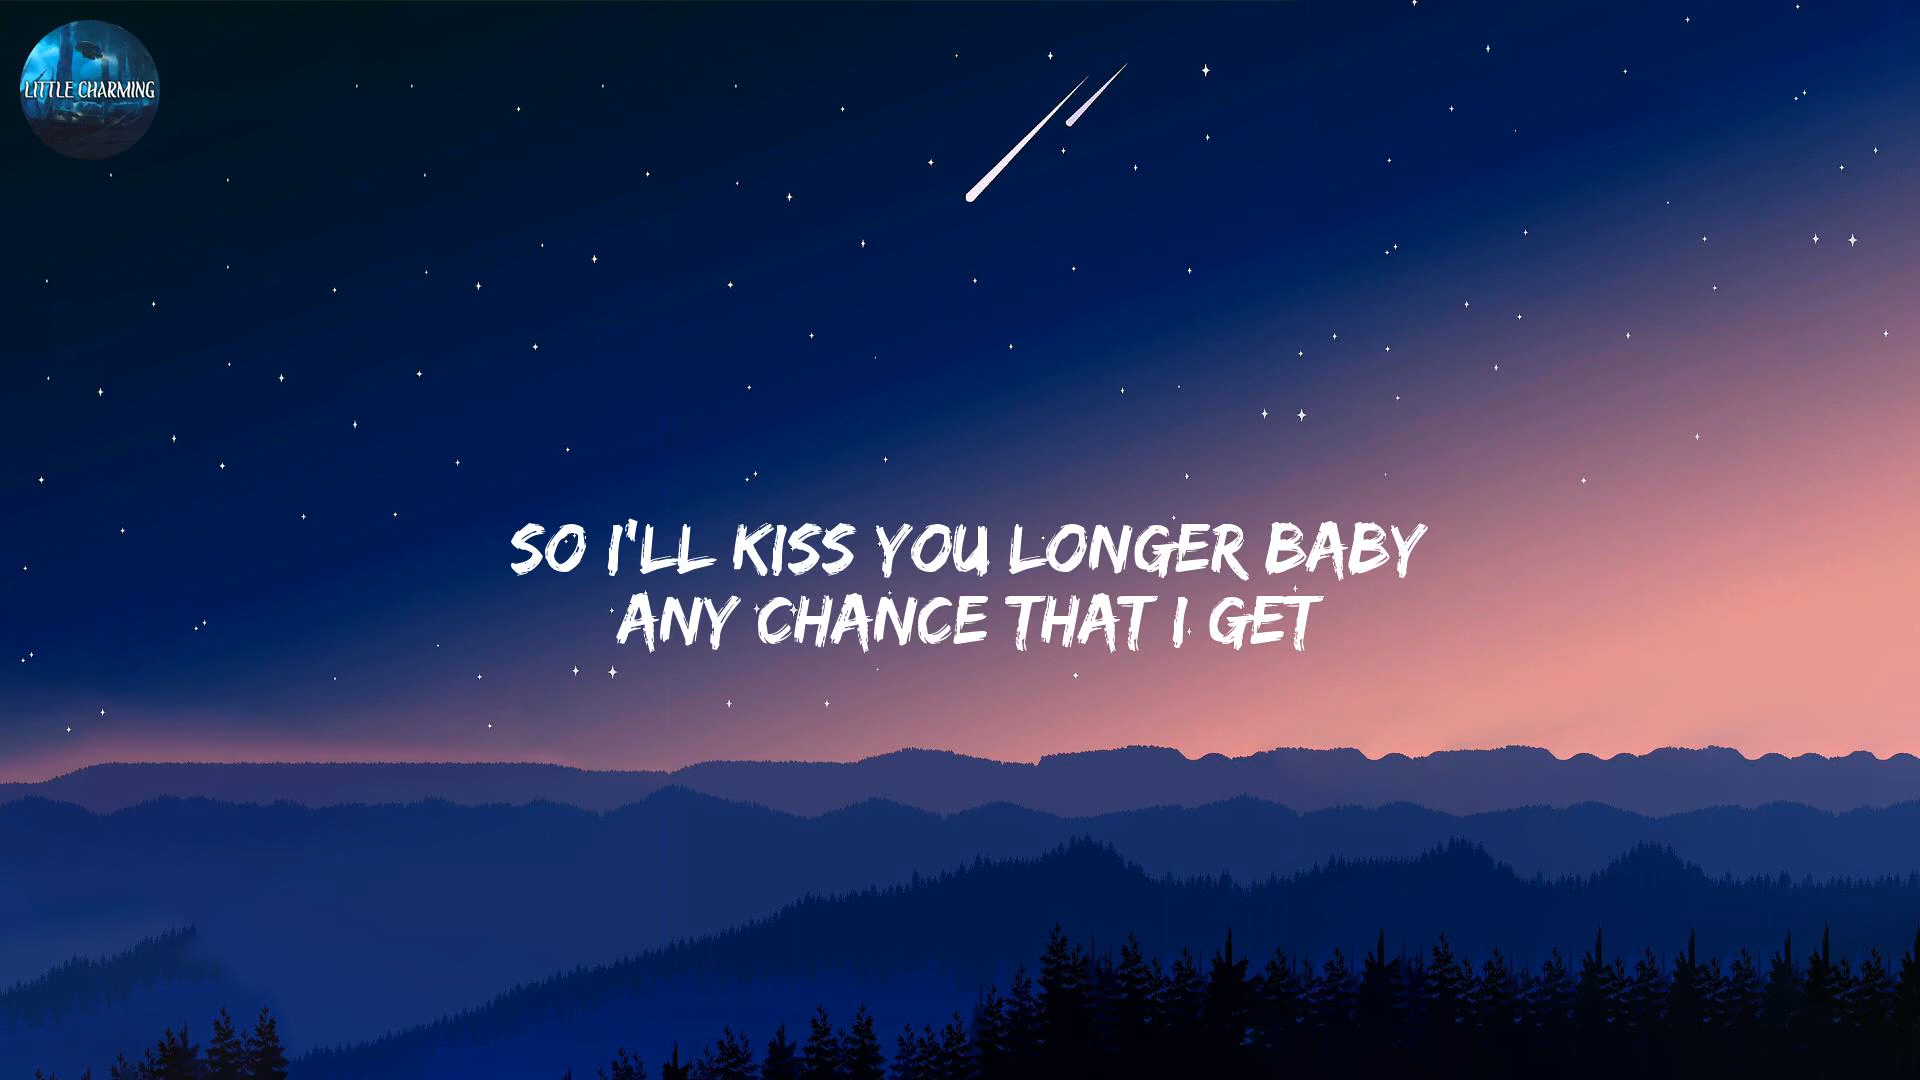 LITTLE CHARMING
SO I'LL KISS YOU LONGER BABY
ANY CHANCE THAT I GET